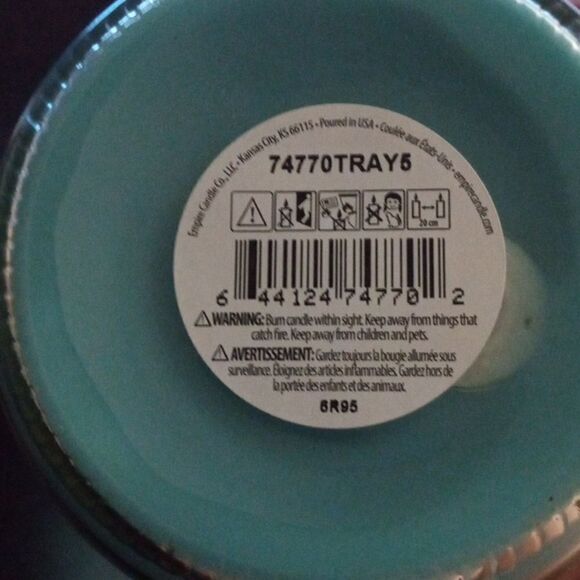 Empire Candle Co., LLC • Kansas City, KS 66115 • Poured in USA • Coulée aux États-Unis • empirecandle.com
74770TRAY5
20 cm
6 44124 74770 2
⚠ WARNING: Burn candle within sight. Keep away from things that
catch fire. Keep away from children and pets.
⚠ AVERTISSEMENT: Gardez toujours la bougie allumée sous
surveillance. Éloignez des articles inflammables. Gardez hors de
la portée des enfants et des animaux.
6R95